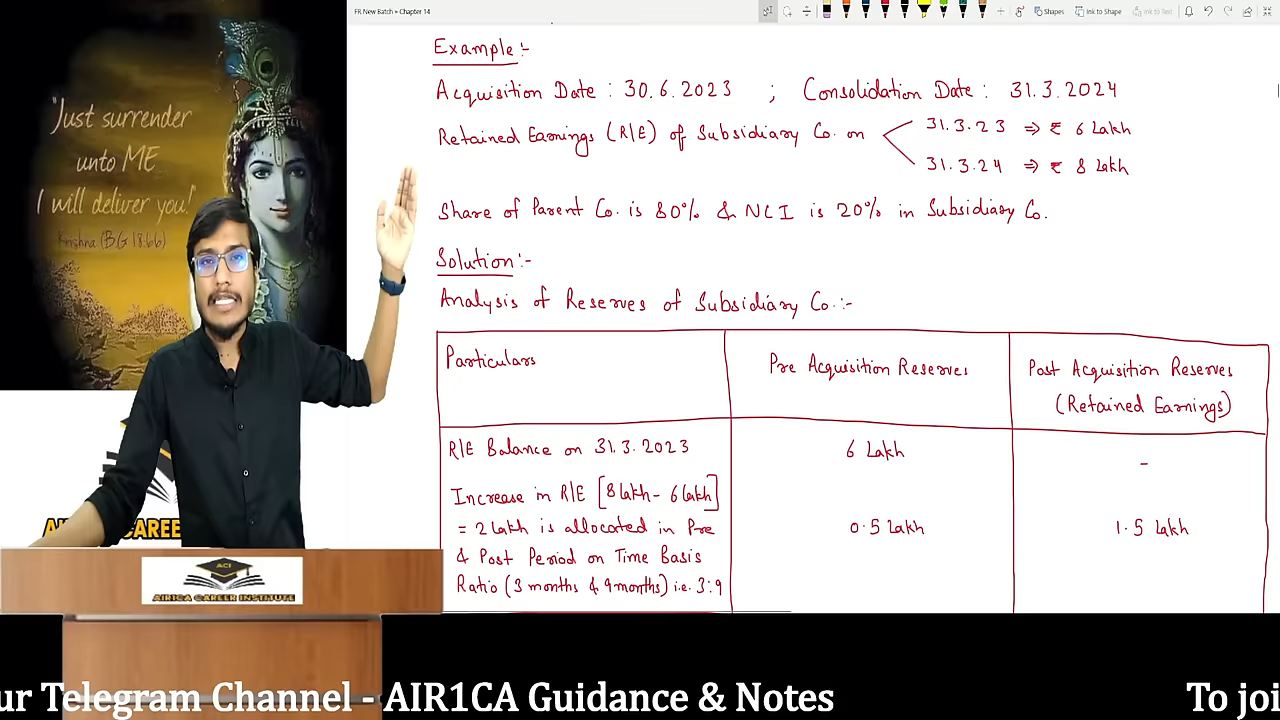 FR New Batch » Chapter 14
Shapes
Ink to Shape
Ink to Text
"Just surrender
unto ME
I will deliver you!"
Krishna (BG 18:66)
Example :-
Acquisition Date : 30.6.2023 ; Consolidation Date : 31.3.2024
Retained Earnings (R/E) of Subsidiary Co. on
31.3.23 ⇒ ₹ 6 Lakh
31.3.24 ⇒ ₹ 8 Lakh
Share of Parent Co. is 80% & NCI is 20% in Subsidiary Co.
Solution :-
Analysis of Reserves of Subsidiary Co. :-
Particulars
Pre Acquisition Reserves
Post Acquisition Reserves
(Retained Earnings)
R/E Balance on 31.3.2023
6 Lakh
-
Increase in R/E [8 Lakh - 6 Lakh]
= 2 Lakh is allocated in Pre
0.5 Lakh
1.5 Lakh
& Post Period on Time Basis
Ratio (3 months & 9 months) i.e. 3:9
CAREER
ACI
AIR1CA CAREER INSTITUTE
ur Telegram Channel - AIR1CA Guidance & Notes
To joi